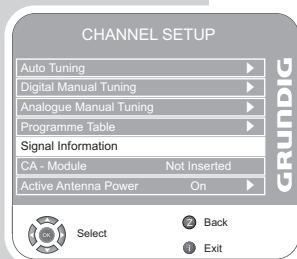 CHANNEL SETUP
Auto Tuning
Digital Manual Tuning
Analogue Manual Tuning
Programme Table
Signal Information
CA - Module Not Inserted
Active Antenna Power On
GRUNDIG
OK
Select
Z Back
i Exit